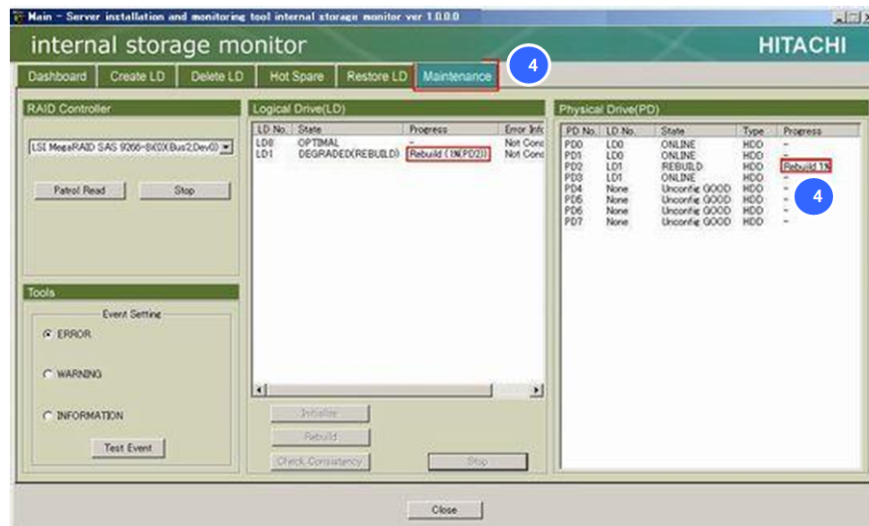 Main - Server installation and monitoring tool internal storage monitor ver 1.0.0.0
internal storage monitor
HITACHI
Dashboard Create LD Delete LD Hot Spare Restore LD Maintenance
4
RAID Controller
LSI MegaRAID SAS 9266-8i(0)(Bus2,Dev0)
Patrol Read Stop
Tools
Event Setting
ERROR
WARNING
INFORMATION
Test Event
Logical Drive(LD)
LD No. State Progress Error Info
LD0 OPTIMAL - Not Cons
LD1 DEGRADED(REBUILD) Rebuild (1%(PD2)) Not Cons
Initialize
Rebuild
Check Consistency Stop
Physical Drive(PD)
PD No. LD No. State Type Progress
PD0 LD0 ONLINE HDD -
PD1 LD0 ONLINE HDD -
PD2 LD1 REBUILD HDD Rebuild 1%
PD3 LD1 ONLINE HDD -
PD4 None Unconfig GOOD HDD -
PD5 None Unconfig GOOD HDD -
PD6 None Unconfig GOOD HDD -
PD7 None Unconfig GOOD HDD -
4
Close